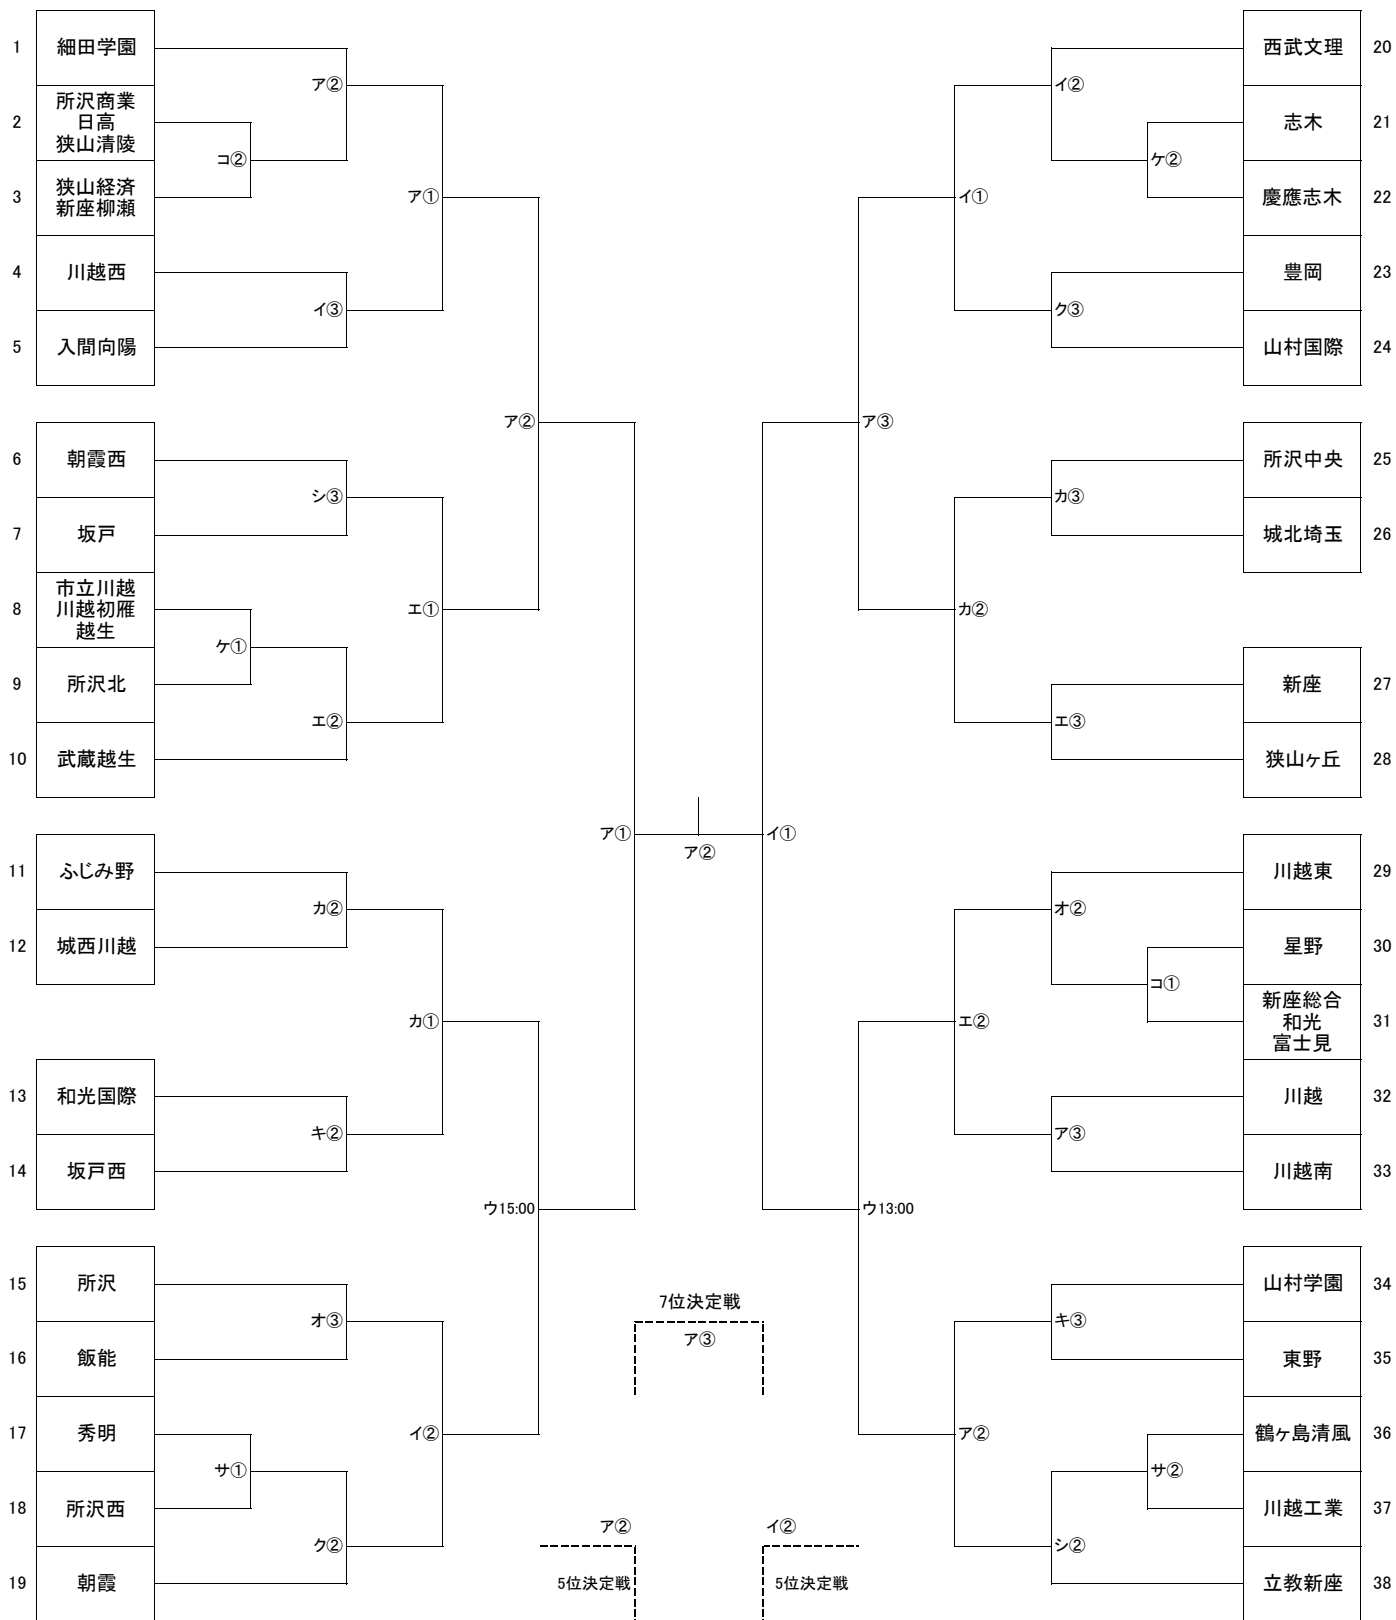 1 細田学園
ア②
2 所沢商業
日高
狭山清陵
コ②
3 狭山経済
新座柳瀬
ア①
4 川越西
イ③
5 入間向陽
ア②
6 朝霞西
シ③
7 坂戸
8 市立川越
川越初雁
越生
エ①
ケ①
9 所沢北
エ②
10 武蔵越生
ア①
ア②
イ①
11 ふじみ野
カ②
12 城西川越
カ①
13 和光国際
キ②
14 坂戸西
ウ15:00
15 所沢
オ③
16 飯能
17 秀明
イ②
サ①
18 所沢西
ク②
19 朝霞
7位決定戦
ア③
ア②
5位決定戦
イ②
5位決定戦
西武文理 20
イ②
志木 21
ケ②
慶應志木 22
イ①
豊岡 23
ク③
山村国際 24
ア③
所沢中央 25
カ③
城北埼玉 26
カ②
新座 27
エ③
狭山ヶ丘 28
川越東 29
オ②
星野 30
コ①
新座総合
和光
富士見
31
エ②
川越 32
ア③
川越南 33
ウ13:00
山村学園 34
キ③
東野 35
ア②
鶴ヶ島清風 36
サ②
川越工業 37
シ②
立教新座 38